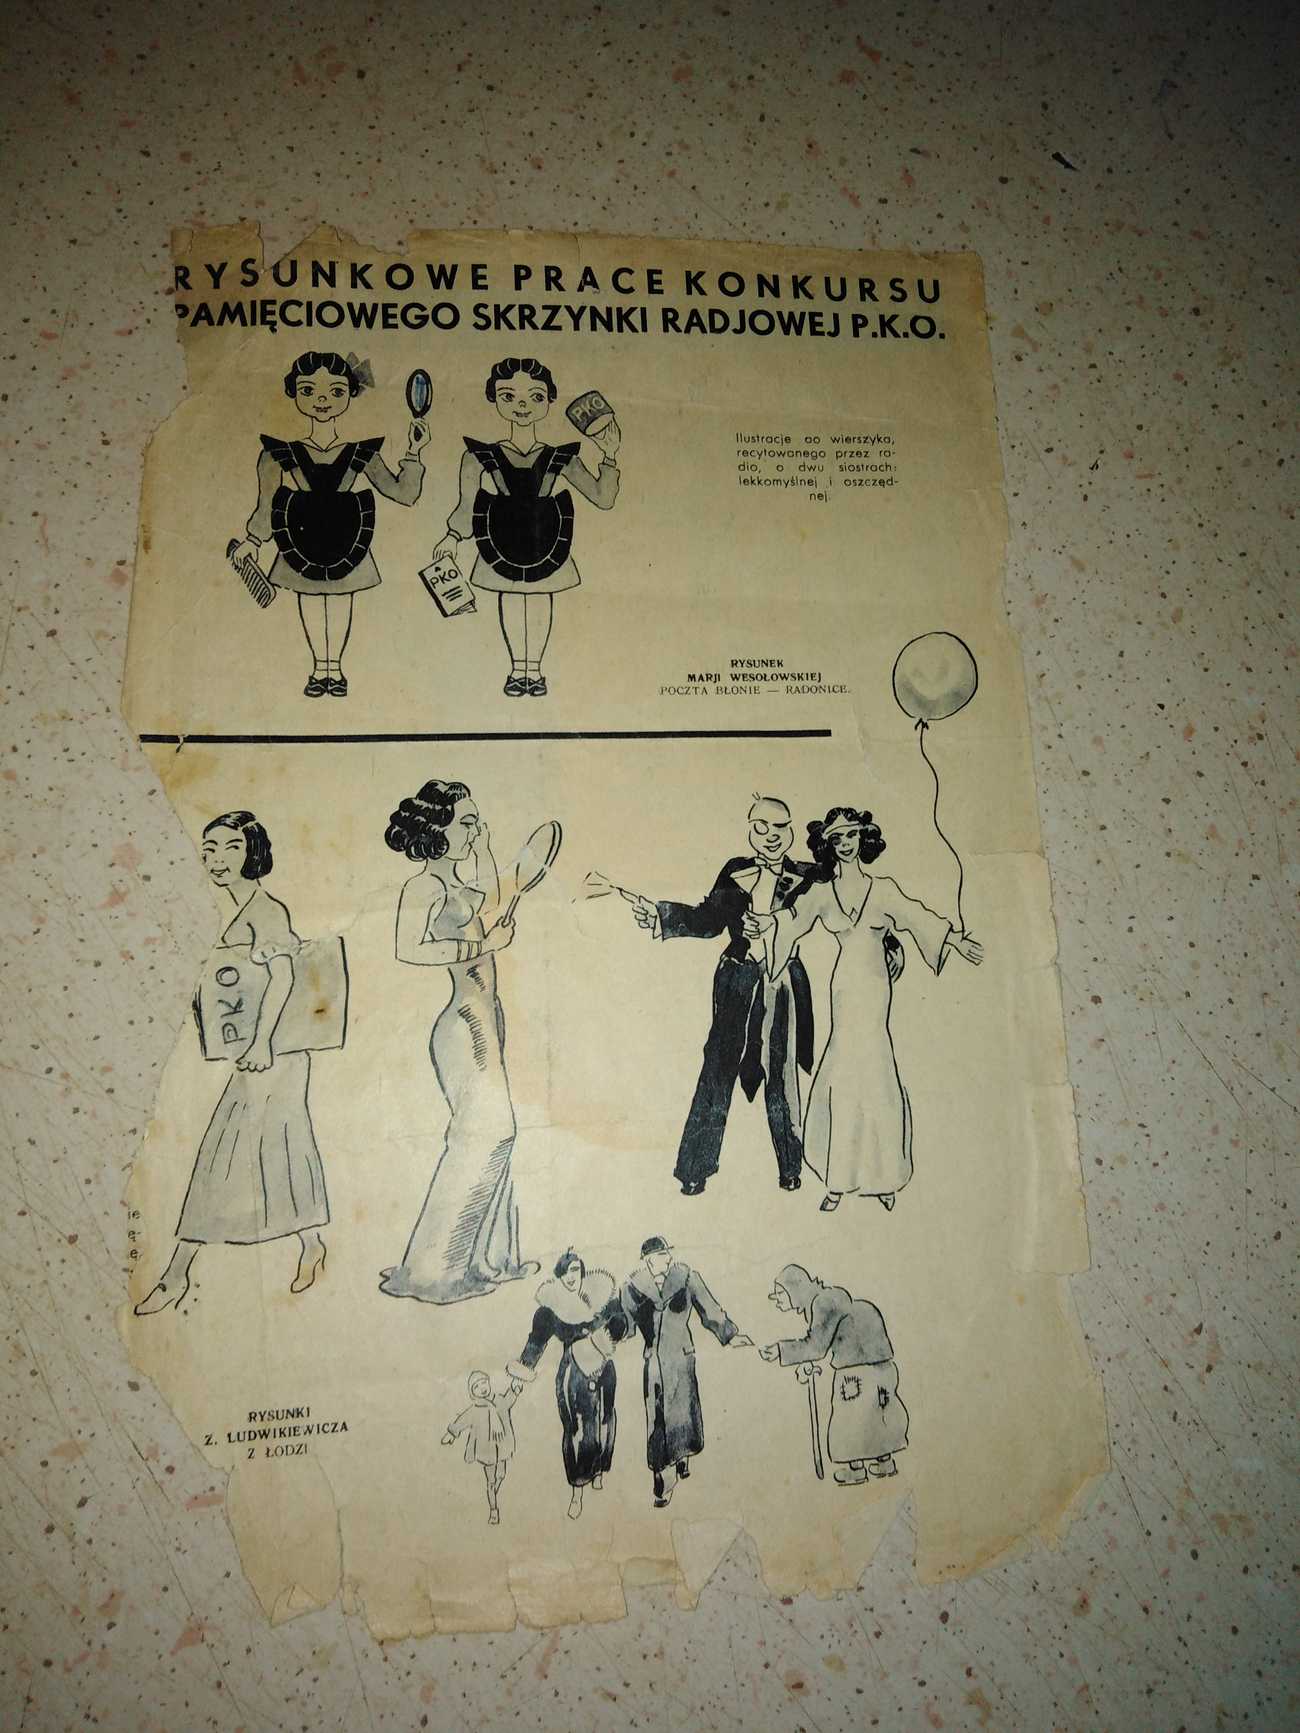 RYSUNKOWE PRACE KONKURSU
PAMIĘCIOWEGO SKRZYNKI RADJOWEJ P.K.O.
PKO
PKO
Ilustracje do wierszyka,
recytowanego przez ra-
dio, o dwu siostrach:
lekkomyślnej i oszczęd-
nej.
RYSUNEK
MARJI WESOŁOWSKIEJ
POCZTA BŁONIE — RADONICE.
PKO
ie
ę-
ę,
RYSUNKI
Z. LUDWIKIEWICZA
Z ŁODZI